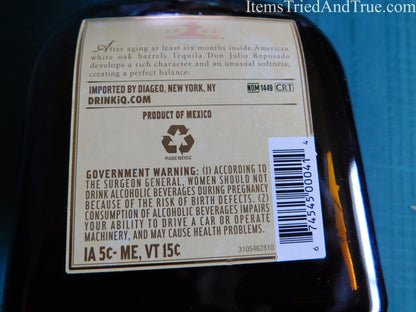 ItemsTriedAndTrue.com
After aging at least six months inside American
white oak barrels Tequila Don Julio Reposado
develops a rich character and an unusual softness,
creating a perfect balance.
IMPORTED BY DIAGEO, NEW YORK, NY
DRINKiQ.COM
NOM 1449 CRT
PRODUCT OF MEXICO
PLEASE RECYCLE
GOVERNMENT WARNING: (1) ACCORDING TO
THE SURGEON GENERAL, WOMEN SHOULD NOT
DRINK ALCOHOLIC BEVERAGES DURING PREGNANCY
BECAUSE OF THE RISK OF BIRTH DEFECTS. (2)
CONSUMPTION OF ALCOHOLIC BEVERAGES IMPAIRS
YOUR ABILITY TO DRIVE A CAR OR OPERATE
MACHINERY, AND MAY CAUSE HEALTH PROBLEMS.
IA 5¢- ME, VT 15¢
3105462810
6 74545 00041 4